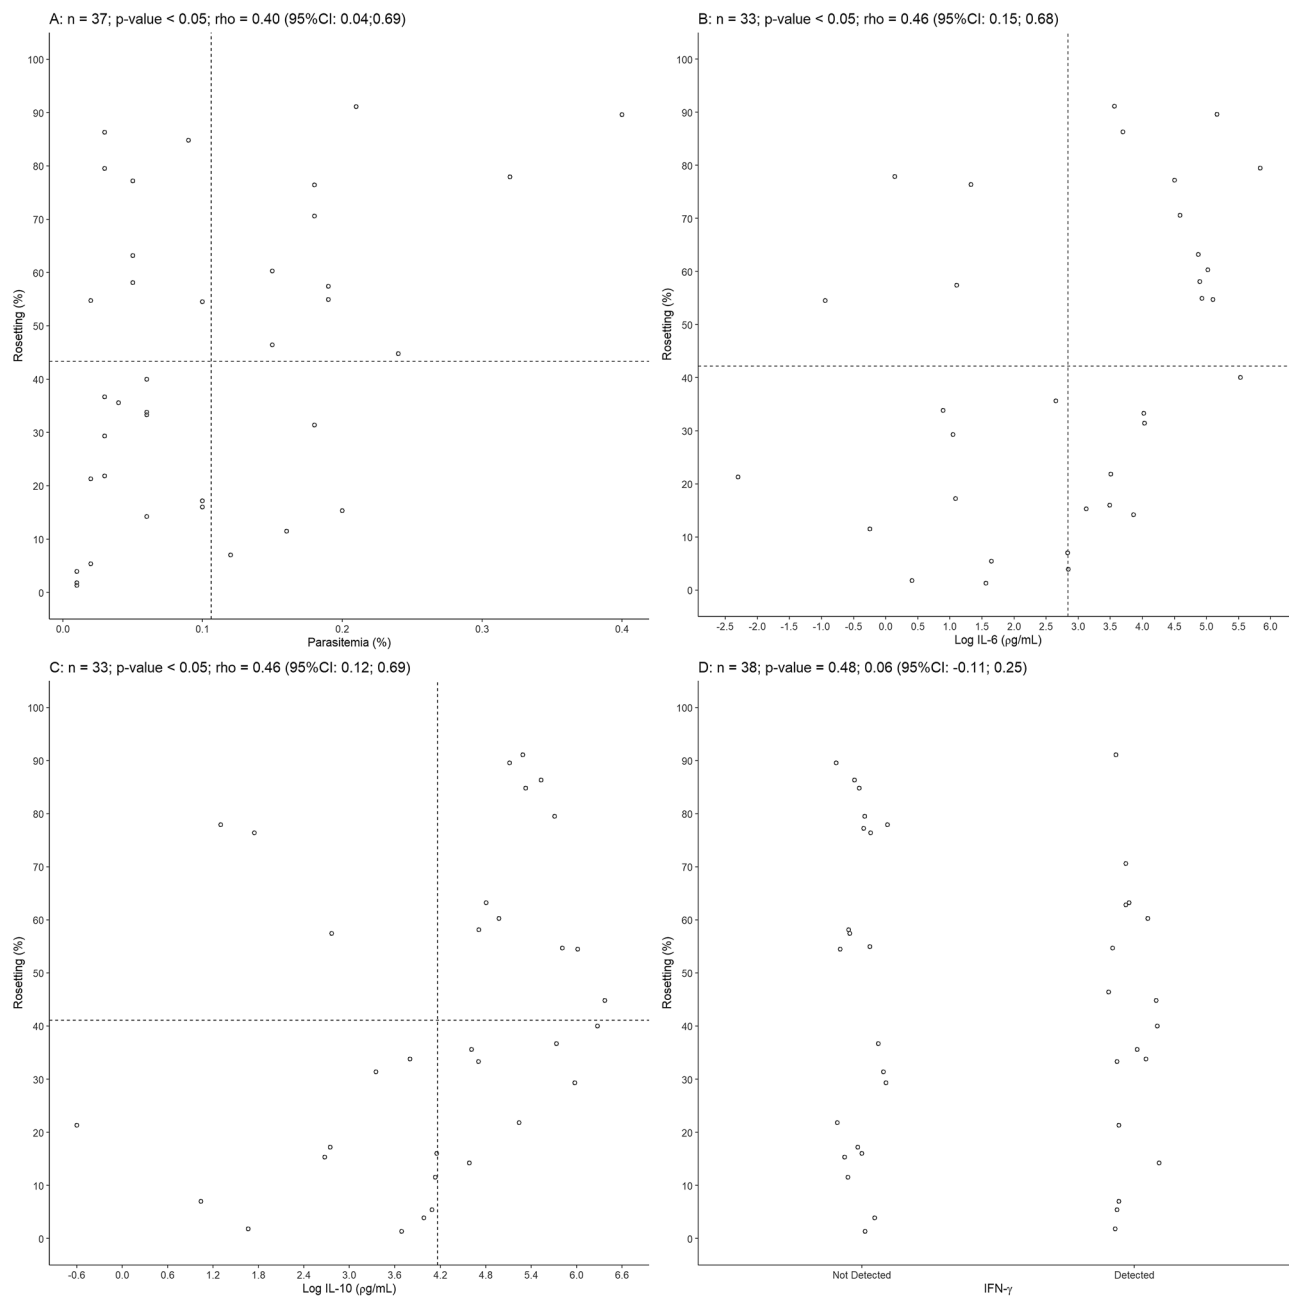 A: n = 37; p-value < 0.05; rho = 0.40 (95%CI: 0.04;0.69)
100
90
80
70
60
50
40
30
20
10
0
Rosetting (%)
0.0 0.1 0.2 0.3 0.4
Parasitemia (%)
B: n = 33; p-value < 0.05; rho = 0.46 (95%CI: 0.15; 0.68)
100
90
80
70
60
50
40
30
20
10
0
Rosetting (%)
-2.5 -2.0 -1.5 -1.0 -0.5 0.0 0.5 1.0 1.5 2.0 2.5 3.0 3.5 4.0 4.5 5.0 5.5 6.0
Log IL-6 (ρg/mL)
C: n = 33; p-value < 0.05; rho = 0.46 (95%CI: 0.12; 0.69)
100
90
80
70
60
50
40
30
20
10
0
Rosetting (%)
-0.6 0.0 0.6 1.2 1.8 2.4 3.0 3.6 4.2 4.8 5.4 6.0 6.6
Log IL-10 (ρg/mL)
D: n = 38; p-value = 0.48; 0.06 (95%CI: -0.11; 0.25)
100
90
80
70
60
50
40
30
20
10
0
Rosetting (%)
Not Detected Detected
IFN-γ